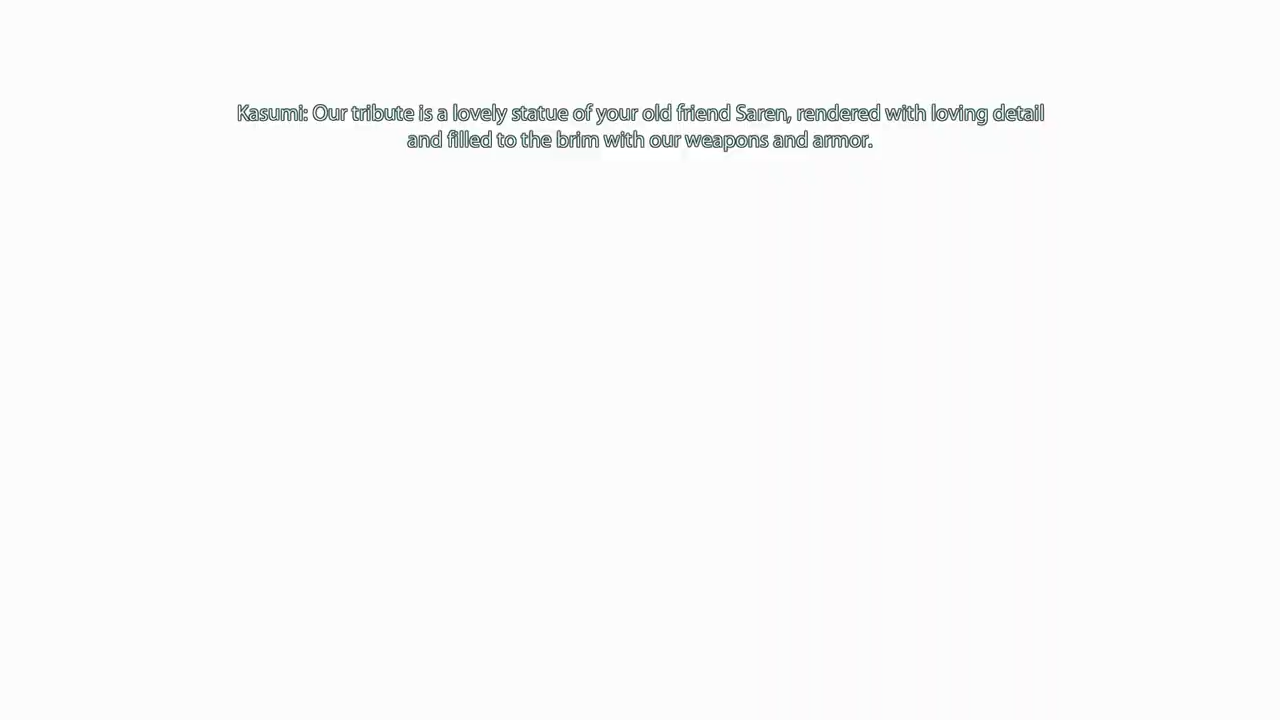 Kasumi: Our tribute is a lovely statue of your old friend Saren, rendered with loving detail
and filled to the brim with our weapons and armor.